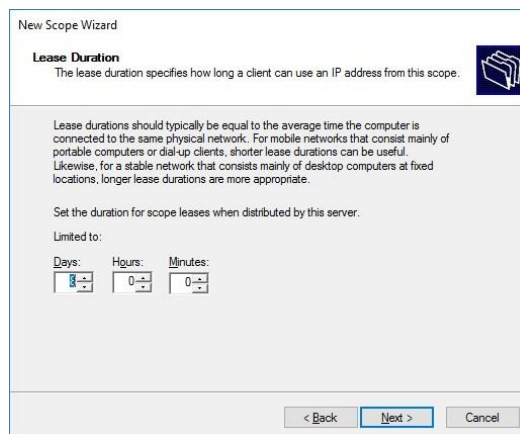 New Scope Wizard
Lease Duration
The lease duration specifies how long a client can use an IP address from this scope.
Lease durations should typically be equal to the average time the computer is
connected to the same physical network. For mobile networks that consist mainly of
portable computers or dial-up clients, shorter lease durations can be useful.
Likewise, for a stable network that consists mainly of desktop computers at fixed
locations, longer lease durations are more appropriate.
Set the duration for scope leases when distributed by this server.
Limited to:
Days: Hours: Minutes:
8 0 0
< Back Next > Cancel